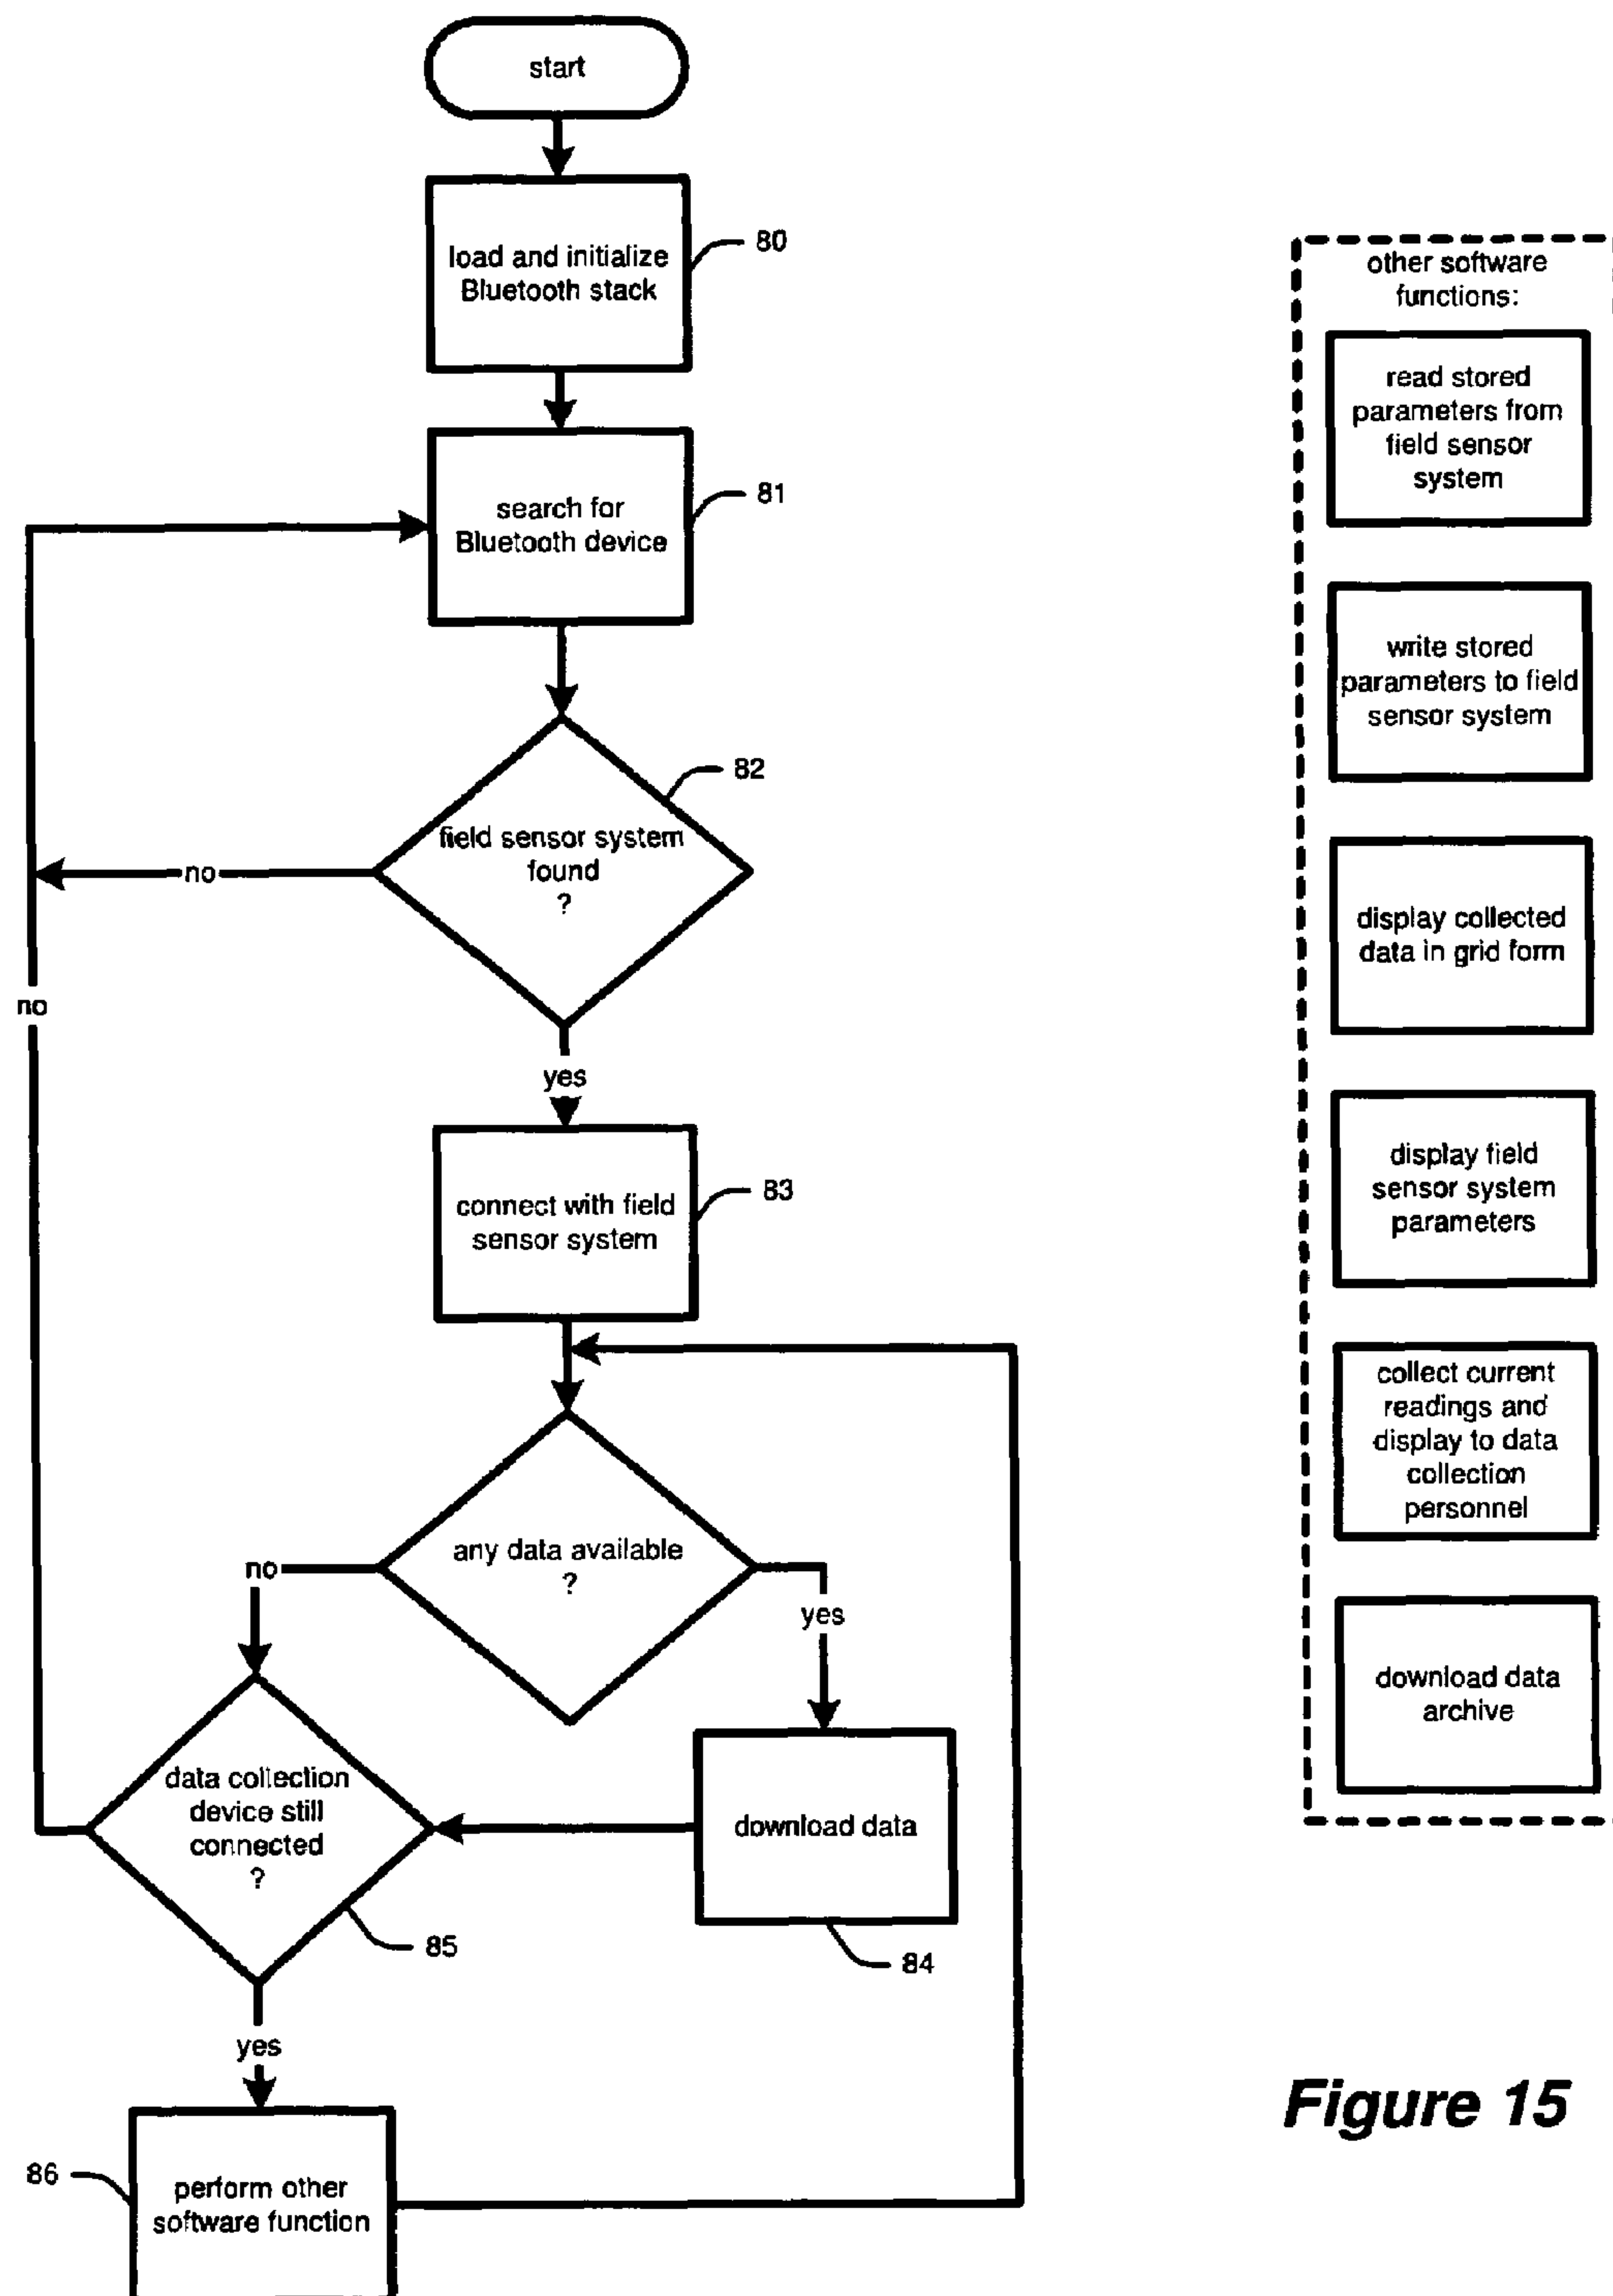 start
load and initialize
Bluetooth stack
80
search for
Bluetooth device
81
field sensor system
found
?
82
no
no
yes
connect with field
sensor system
83
any data available
?
no
yes
data collection
device still
connected
?
85
download data
84
yes
perform other
software function
86
other software
functions:
read stored
parameters from
field sensor
system
write stored
parameters to field
sensor system
display collected
data in grid form
display field
sensor system
parameters
collect current
readings and
display to data
collection
personnel
download data
archive
Figure 15